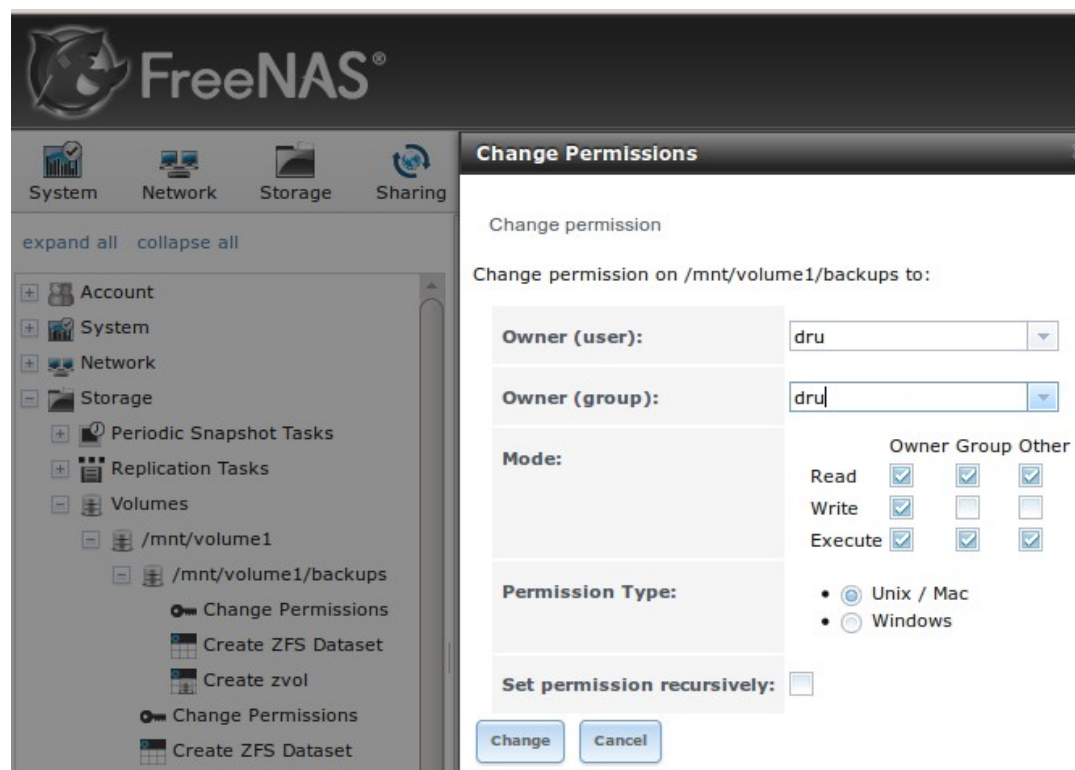 FreeNAS®
System Network Storage Sharing
expand all collapse all
Account
System
Network
Storage
Periodic Snapshot Tasks
Replication Tasks
Volumes
/mnt/volume1
/mnt/volume1/backups
Change Permissions
Create ZFS Dataset
Create zvol
Change Permissions
Create ZFS Dataset
Change Permissions
Change permission
Change permission on /mnt/volume1/backups to:
Owner (user): dru
Owner (group): dru
Mode:
Owner Group Other
Read
Write
Execute
Permission Type:
• Unix / Mac
• Windows
Set permission recursively:
Change Cancel